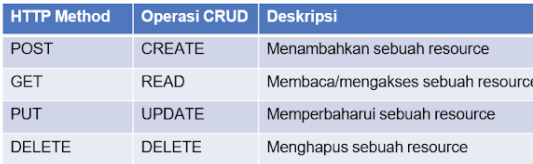 HTTP Method Operasi CRUD Deskripsi
POST CREATE Menambahkan sebuah resource
GET READ Membaca/mengakses sebuah resource
PUT UPDATE Memperbaharui sebuah resource
DELETE DELETE Menghapus sebuah resource